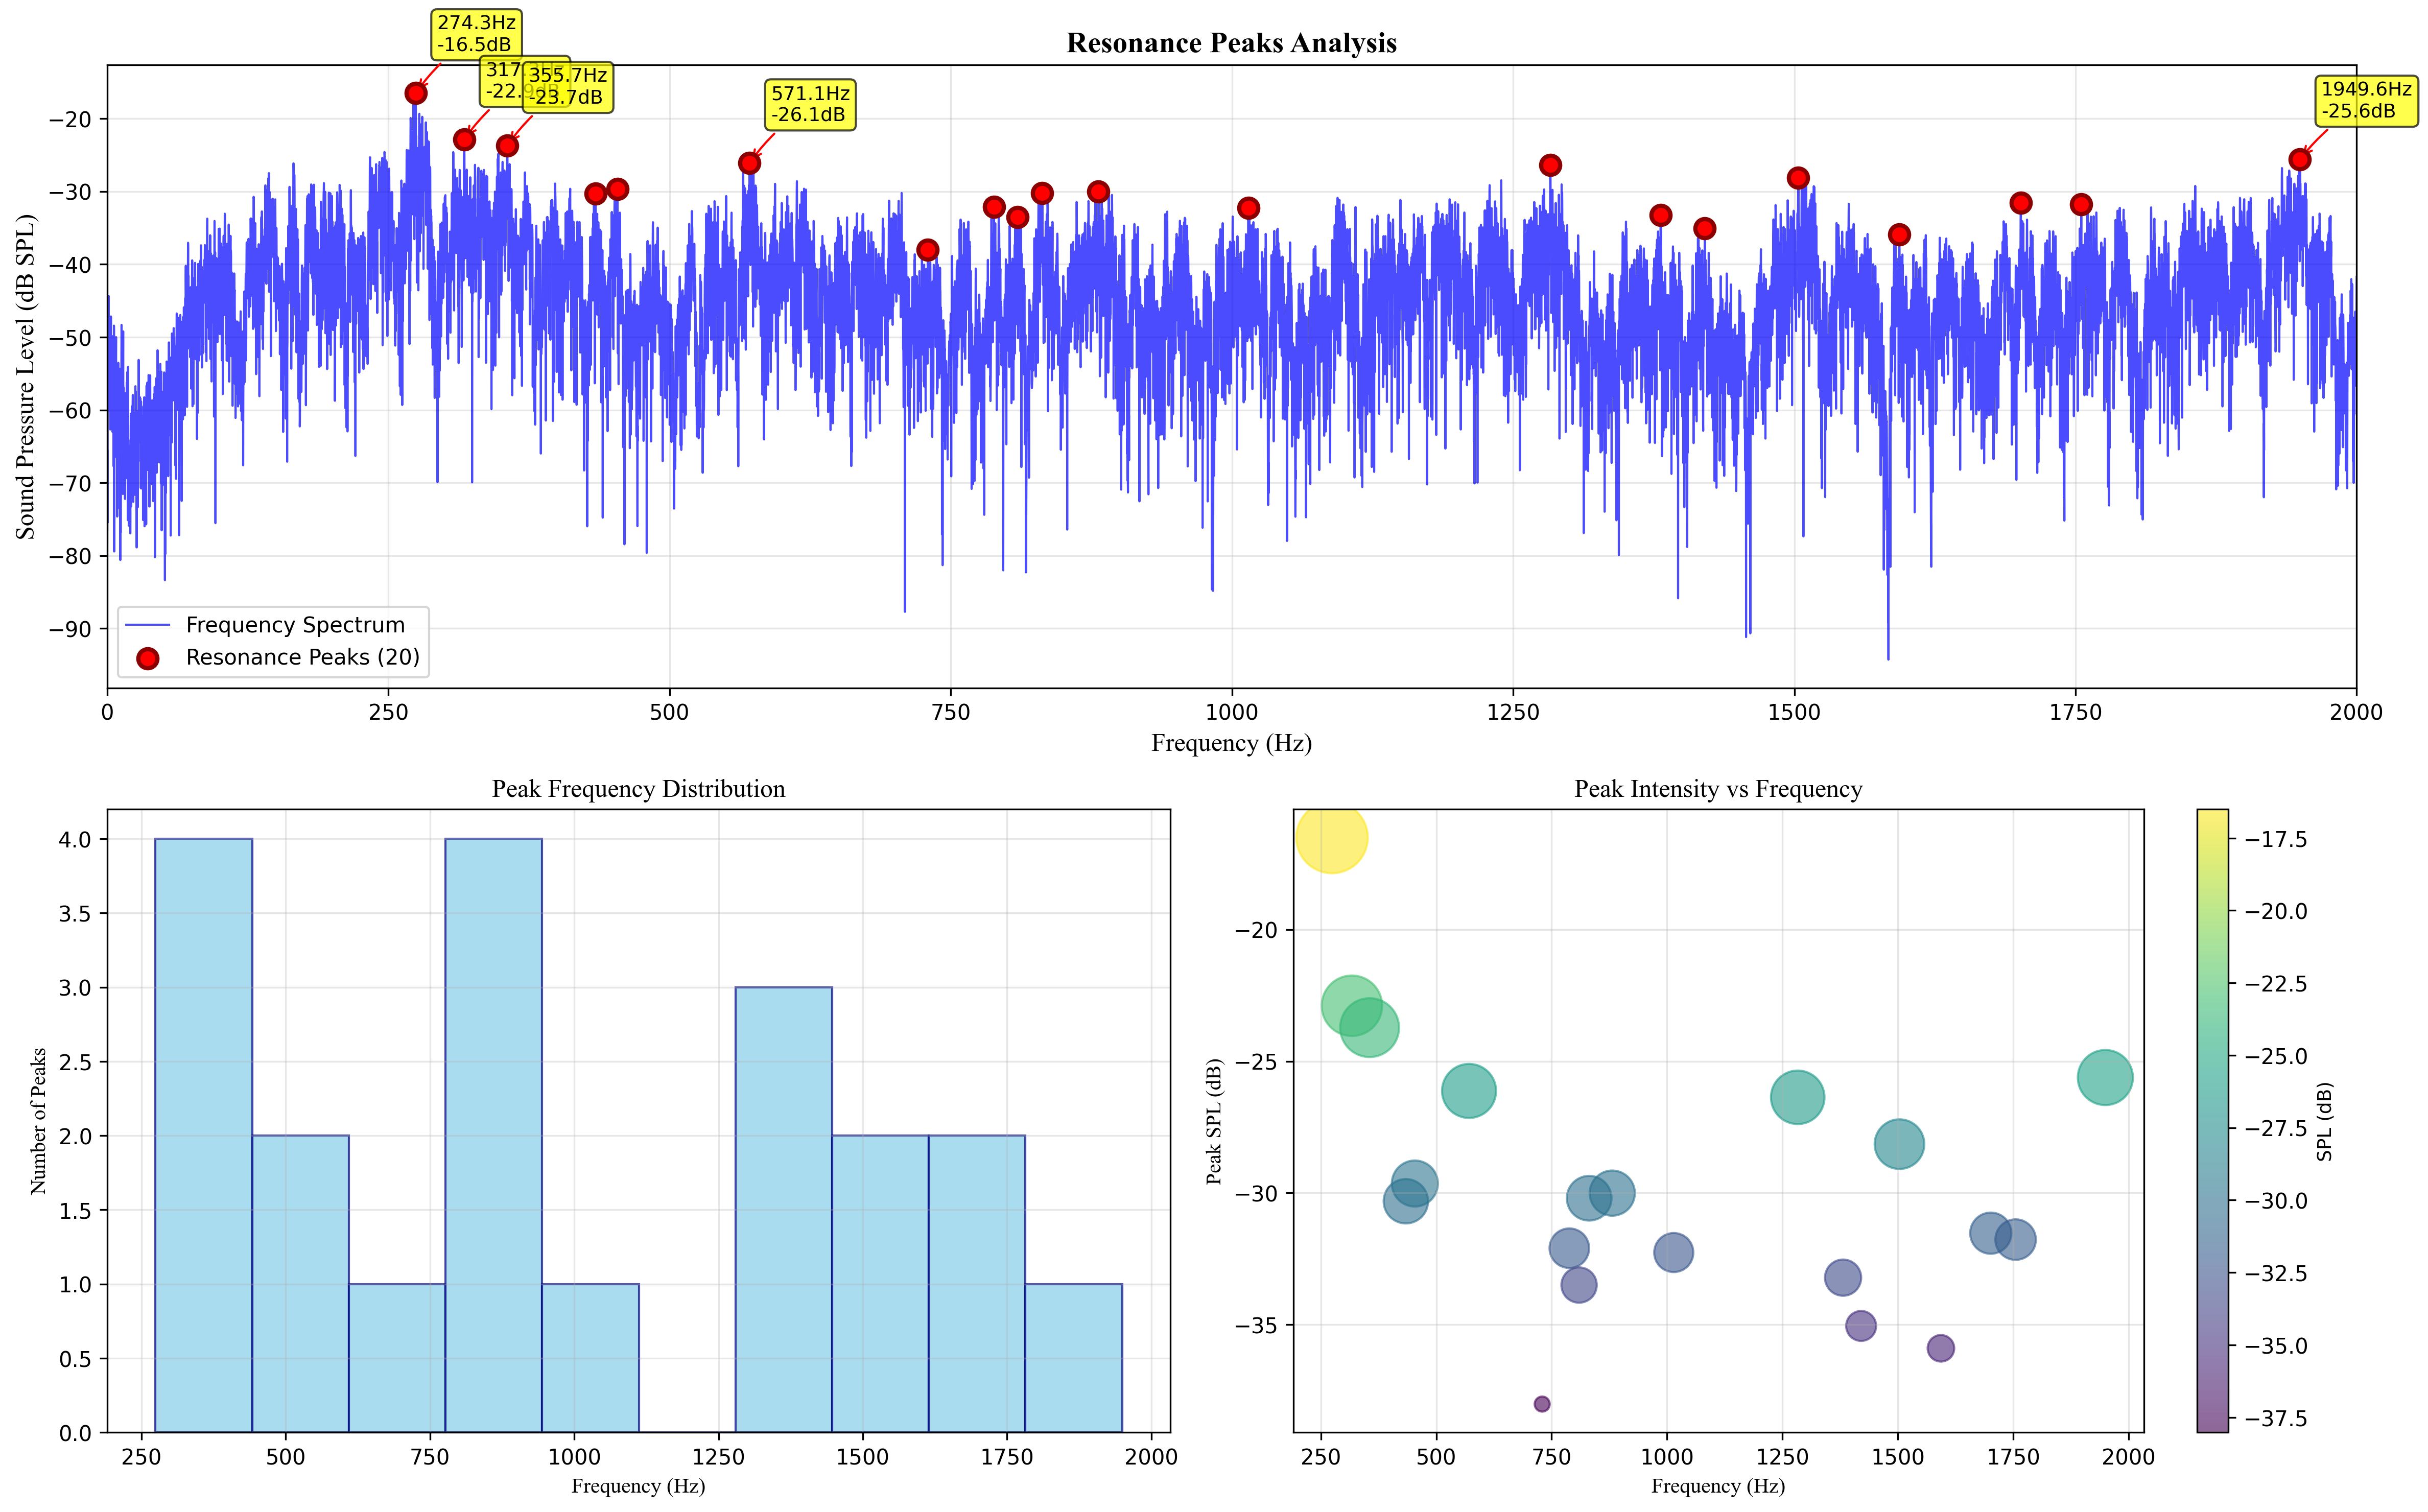 274.3Hz
-16.5dB
Resonance Peaks Analysis
317.
-22.9dB
355.7Hz
-23.7dB
571.1Hz
-26.1dB
1949.6Hz
-25.6dB
Sound Pressure Level (dB SPL)
−20
−30
−40
−50
−60
−70
−80
−90
Frequency Spectrum
Resonance Peaks (20)
0 250 500 750 1000 1250 1500 1750 2000
Frequency (Hz)
Peak Frequency Distribution
Number of Peaks
4.0
3.5
3.0
2.5
2.0
1.5
1.0
0.5
0.0
250 500 750 1000 1250 1500 1750 2000
Frequency (Hz)
Peak Intensity vs Frequency
Peak SPL (dB)
−20
−25
−30
−35
250 500 750 1000 1250 1500 1750 2000
Frequency (Hz)
−17.5
−20.0
−22.5
−25.0
−27.5
−30.0
−32.5
−35.0
−37.5
SPL (dB)